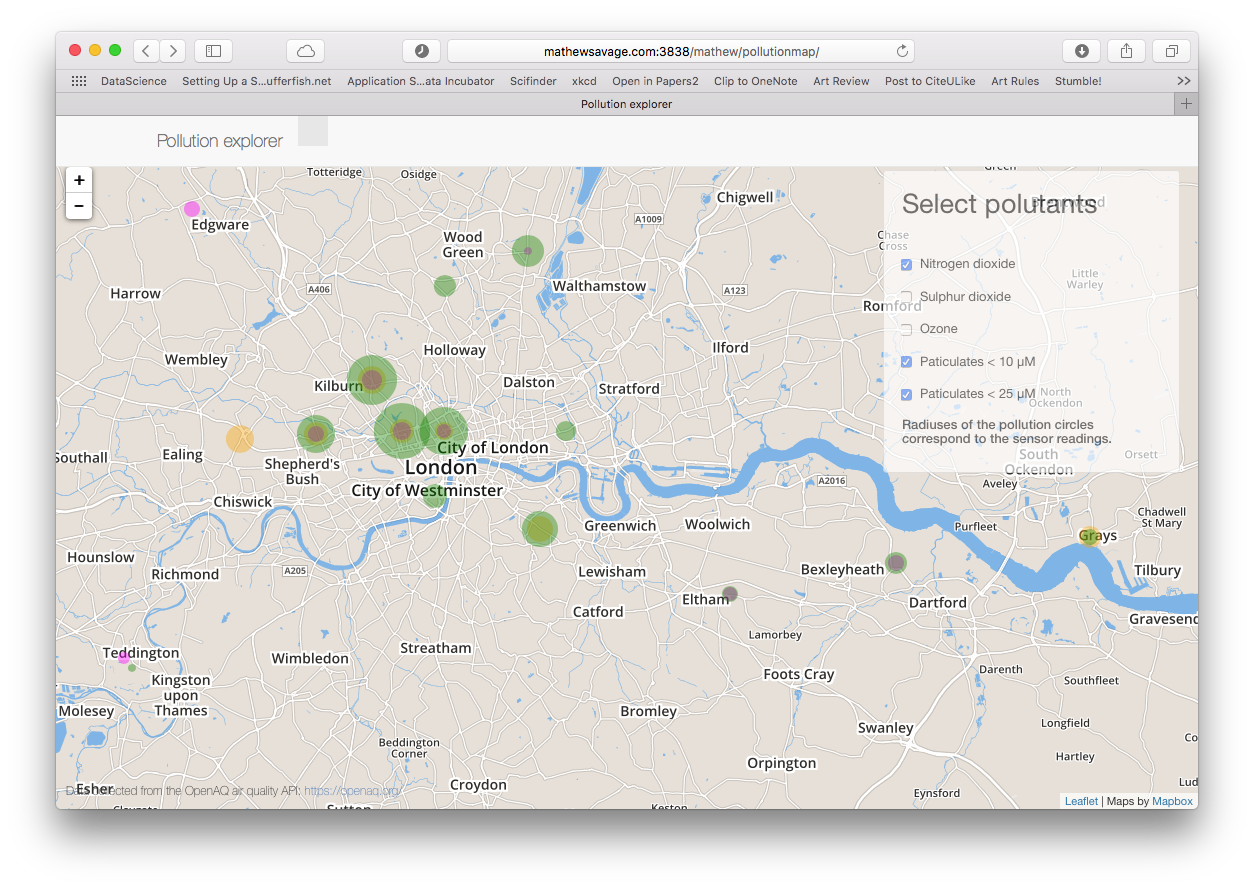 mathewsavage.com:3838/mathew/pollutionmap/
DataScience
Setting Up a S...ufferfish.net
Application S...ata Incubator
Scifinder
xkcd
Open in Papers2
Clip to OneNote
Art Review
Post to CiteULike
Art Rules
Stumble!
>>
Pollution explorer
+
Pollution explorer
+
−
Select polutants
Nitrogen dioxide
Sulphur dioxide
Ozone
Paticulates < 10 µM
Paticulates < 25 µM
Radiuses of the pollution circles
correspond to the sensor readings.
Totteridge
Osidge
Chigwell
A1009
Edgware
Wood
Green
Chase
Cross
Walthamstow
Little
Warley
A406
A123
Harrow
Romford
Holloway
Ilford
Wembley
Kilburn
Dalston
Stratford
North
Ockendon
City of London
Southall
Ealing
Shepherd's
Bush
London
South
Ockendon
Orsett
A2016
Aveley
City of Westminster
Chiswick
Greenwich
Woolwich
Purfleet
Chadwell
St Mary
Grays
Hounslow
Richmond
A205
Lewisham
Bexleyheath
Tilbury
Eltham
Dartford
Catford
Gravesend
Lamorbey
Teddington
Wimbledon
Streatham
Darenth
Foots Cray
Southfleet
Kingston
upon
Thames
Molesey
Bromley
Longfield
Swanley
Beddington
Corner
Co
Hartley
Orpington
Croydon
Lud
Esher
Eynsford
Data collected from the OpenAQ air quality API: https://openaq.org
Sutton
Keston
Leaflet | Maps by Mapbox